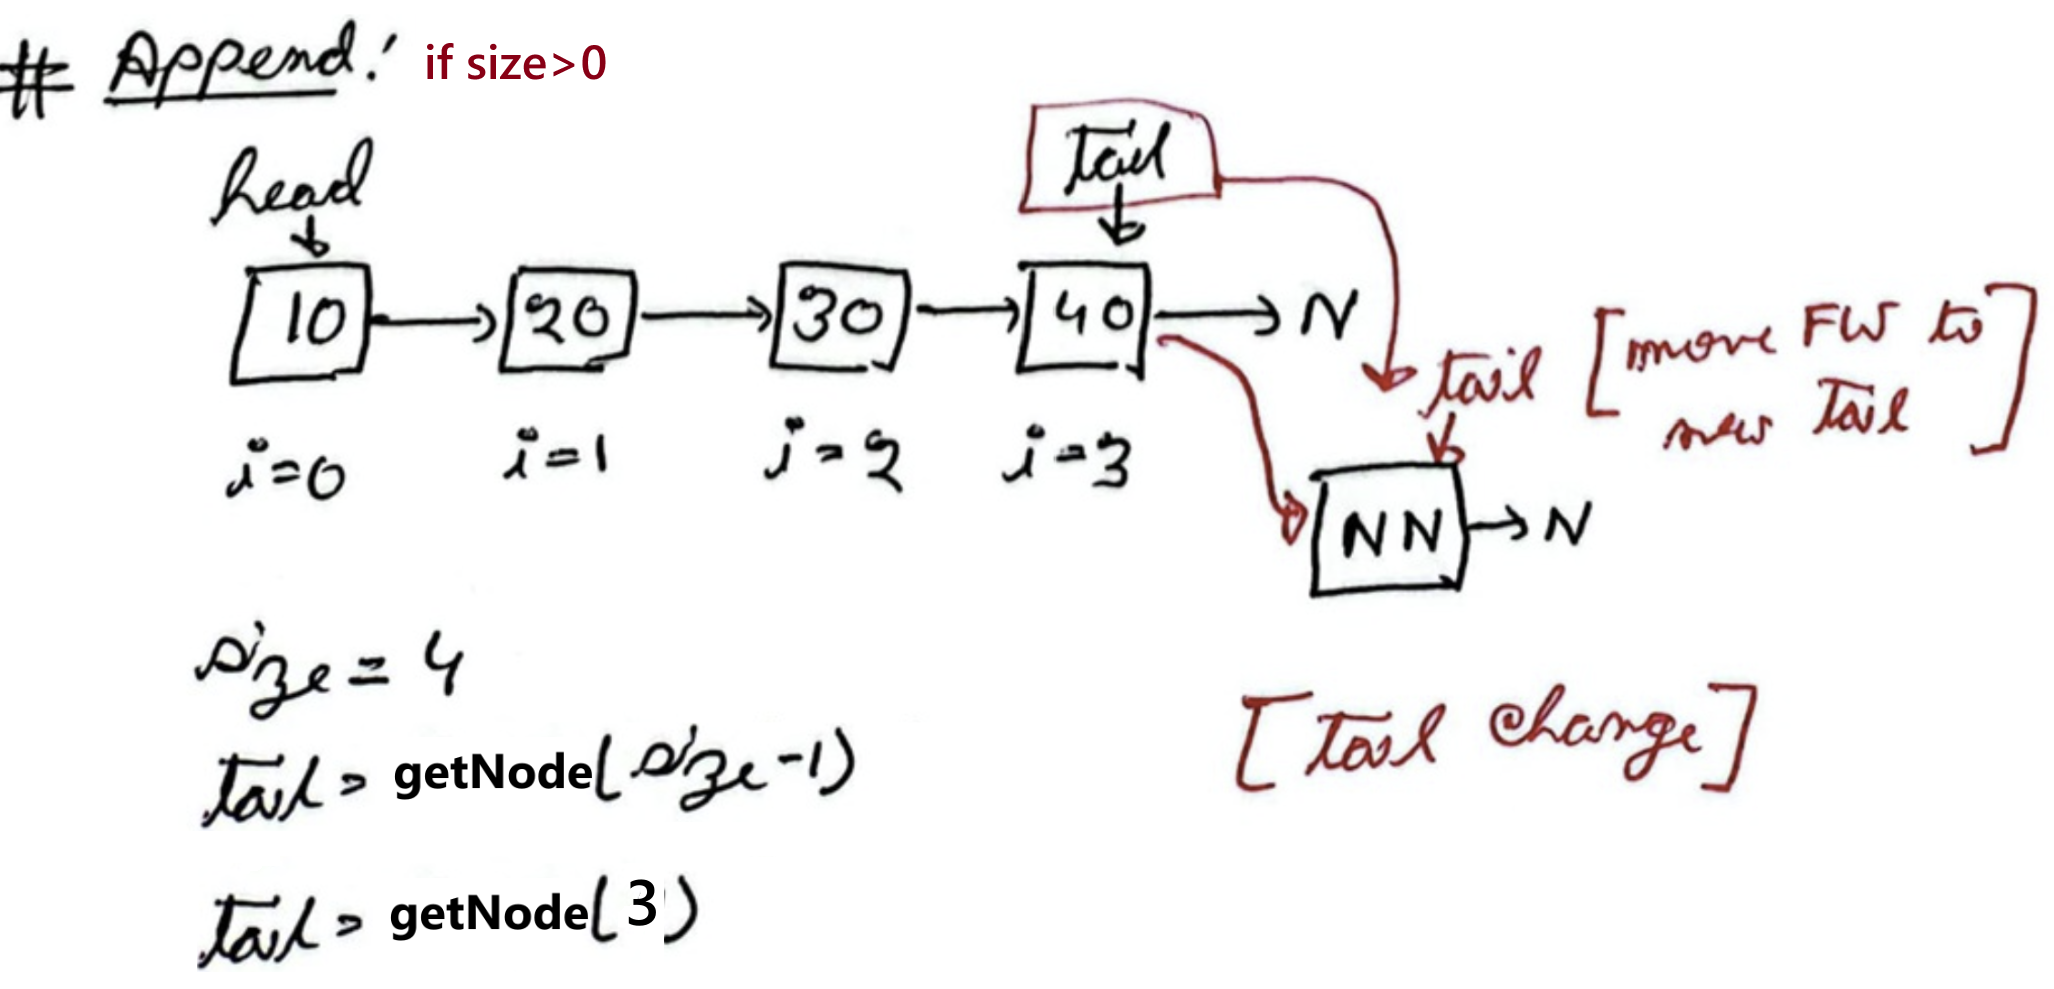 # Append: if size>0
head
tail
10 20 30 40 N
tail [move FW to
new Tail]
i=0 i=1 i=2 i=3
NN N
size = 4
tail = getNode(size-1)
[Tail change]
tail = getNode(3)